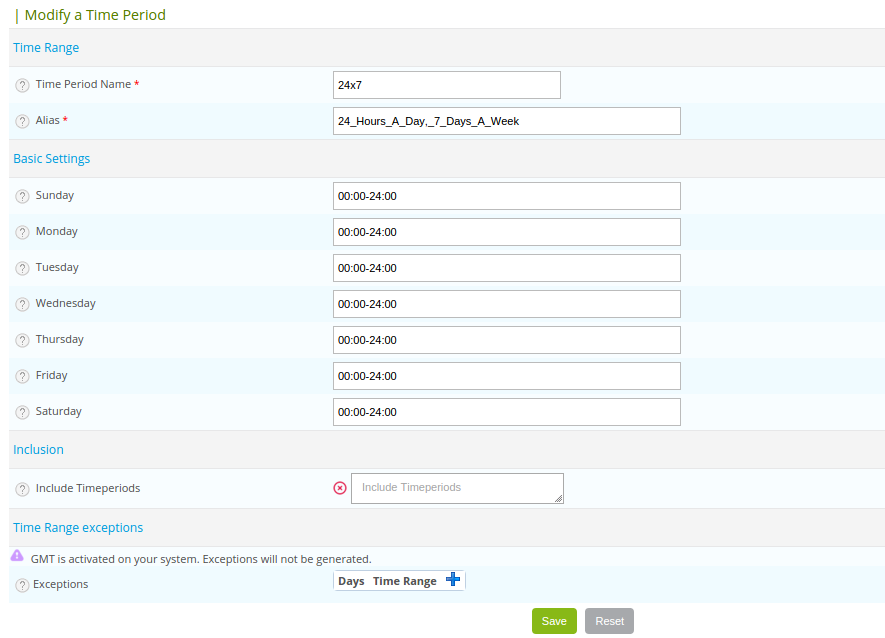 Modify a Time Period
Time Range
Time Period Name * 24x7
Alias * 24_Hours_A_Day,_7_Days_A_Week
Basic Settings
Sunday 00:00-24:00
Monday 00:00-24:00
Tuesday 00:00-24:00
Wednesday 00:00-24:00
Thursday 00:00-24:00
Friday 00:00-24:00
Saturday 00:00-24:00
Inclusion
Include Timeperiods Include Timeperiods
Time Range exceptions
GMT is activated on your system. Exceptions will not be generated.
Exceptions Days Time Range
Save Reset